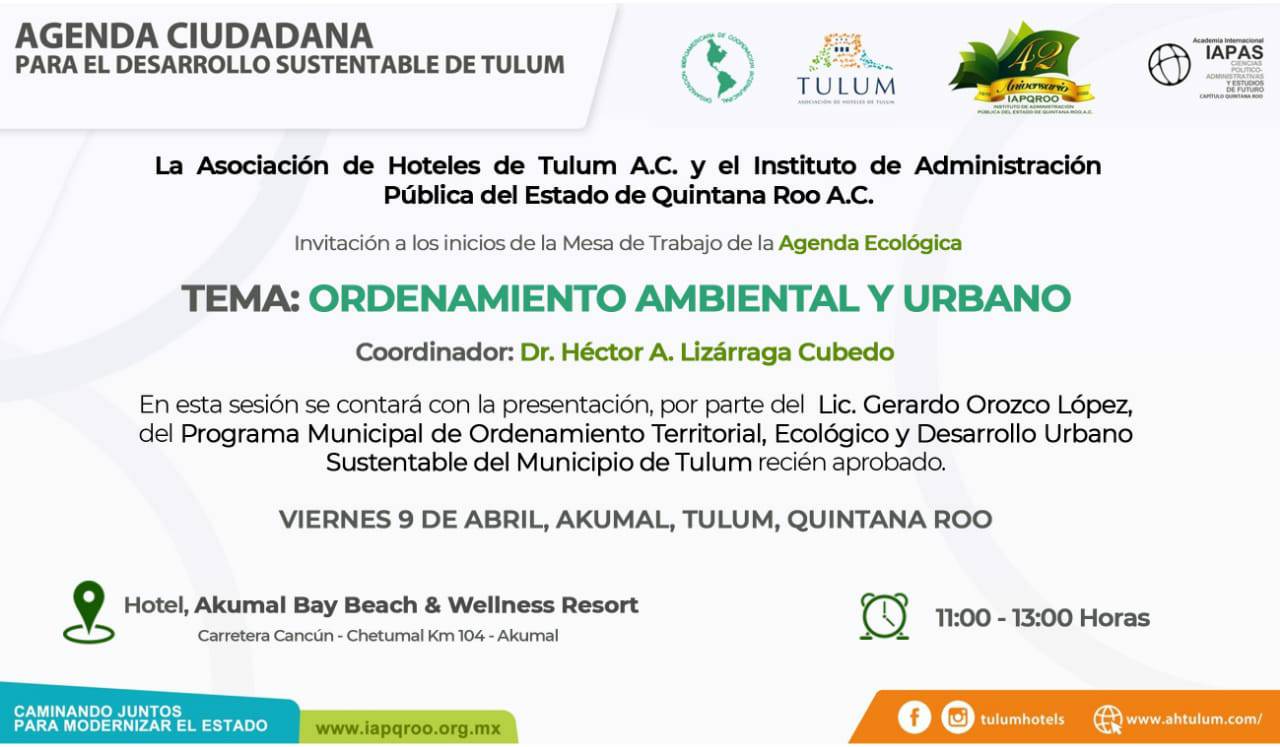 AGENDA CIUDADANA
PARA EL DESARROLLO SUSTENTABLE DE TULUM
ORGANIZACIÓN IBEROAMERICANA DE COOPERACIÓN INTERMUNICIPAL
TULUM
ASOCIACIÓN DE HOTELES DE TULUM
42
Aniversario
IAPQROO
INSTITUTO DE ADMINISTRACIÓN
PÚBLICA DEL ESTADO DE QUINTANA ROO A.C.
Academia Internacional
IAPAS
CIENCIAS
POLÍTICO-
ADMINISTRATIVAS
Y ESTUDIOS
DE FUTURO
CAPÍTULO QUINTANA ROO
La Asociación de Hoteles de Tulum A.C. y el Instituto de Administración
Pública del Estado de Quintana Roo A.C.
Invitación a los inicios de la Mesa de Trabajo de la Agenda Ecológica
TEMA: ORDENAMIENTO AMBIENTAL Y URBANO
Coordinador: Dr. Héctor A. Lizárraga Cubedo
En esta sesión se contará con la presentación, por parte del Lic. Gerardo Orozco López,
del Programa Municipal de Ordenamiento Territorial, Ecológico y Desarrollo Urbano
Sustentable del Municipio de Tulum recién aprobado.
VIERNES 9 DE ABRIL, AKUMAL, TULUM, QUINTANA ROO
Hotel, Akumal Bay Beach & Wellness Resort
Carretera Cancún - Chetumal Km 104 - Akumal
11:00 - 13:00 Horas
CAMINANDO JUNTOS
PARA MODERNIZAR EL ESTADO
www.iapqroo.org.mx
tulumhotels
www.ahtulum.com/